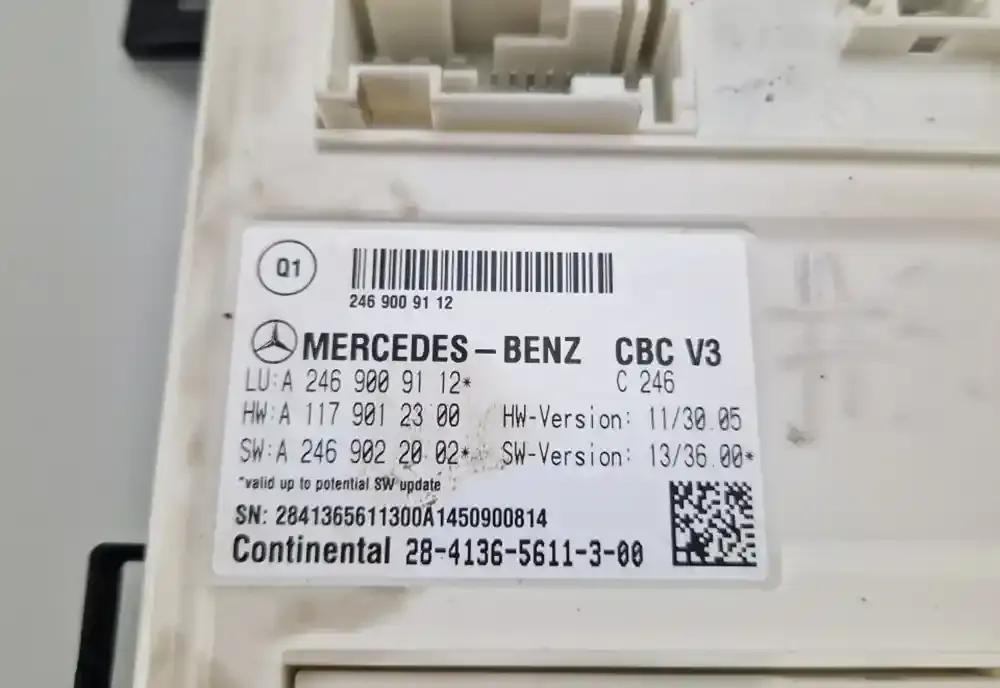 Q1
246 900 91 12
MERCEDES-BENZ CBC V3
LU:A 246 900 91 12* C 246
HW:A 117 901 23 00 HW-Version: 11/30.05
SW:A 246 902 20 02* SW-Version: 13/36.00*
*valid up to potential SW update
SN: 2841365611300A1450900814
Continental 28-4136-5611-3-00